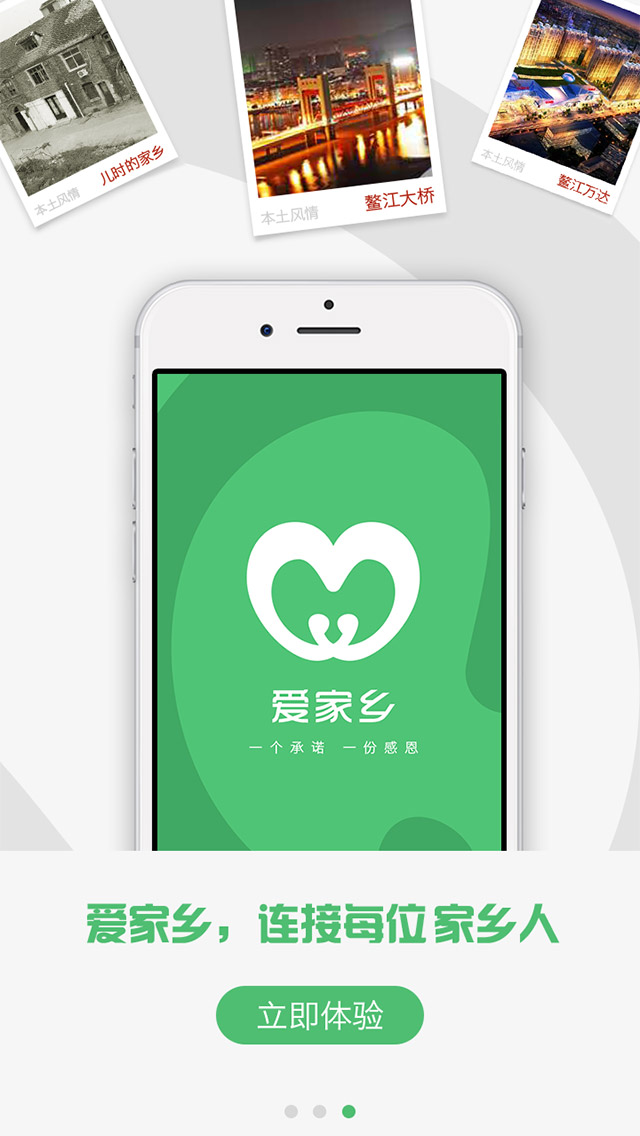 儿时的家乡
本土风情
鳌江大桥
本土风情
本土风情
鳌江万达
爱家乡
一个承诺 一份感恩
爱家乡，连接每位家乡人
立即体验